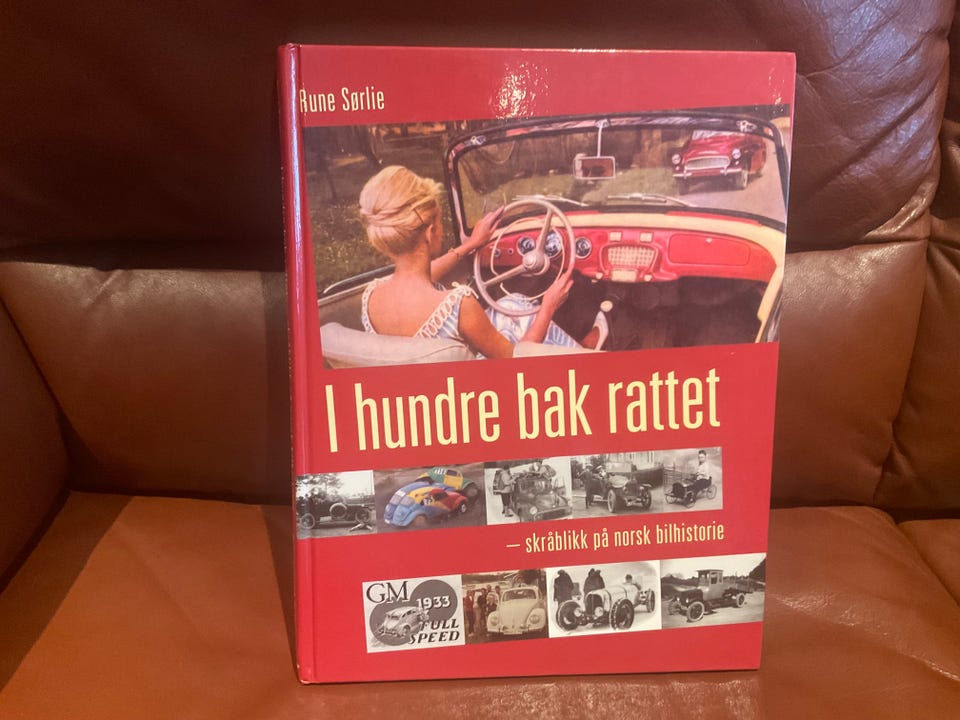 Rune Sørlie
I hundre bak rattet
– skråblikk på norsk bilhistorie
GM
1933
FULL
SPEED